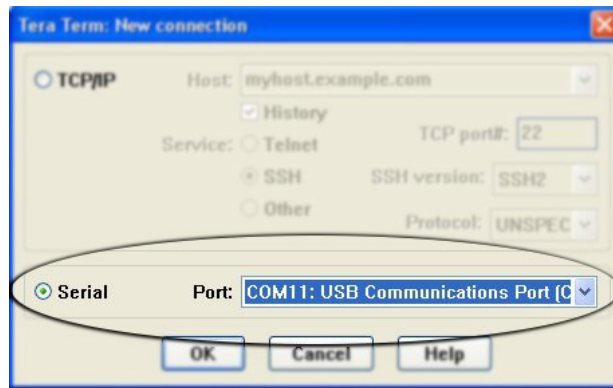 Tera Term: New connection
TCP/IP Host: myhost.example.com
History
Service: Telnet TCP port#: 22
SSH SSH version: SSH2
Other Protocol: UNSPEC
Serial Port: COM11: USB Communications Port (C
OK Cancel Help